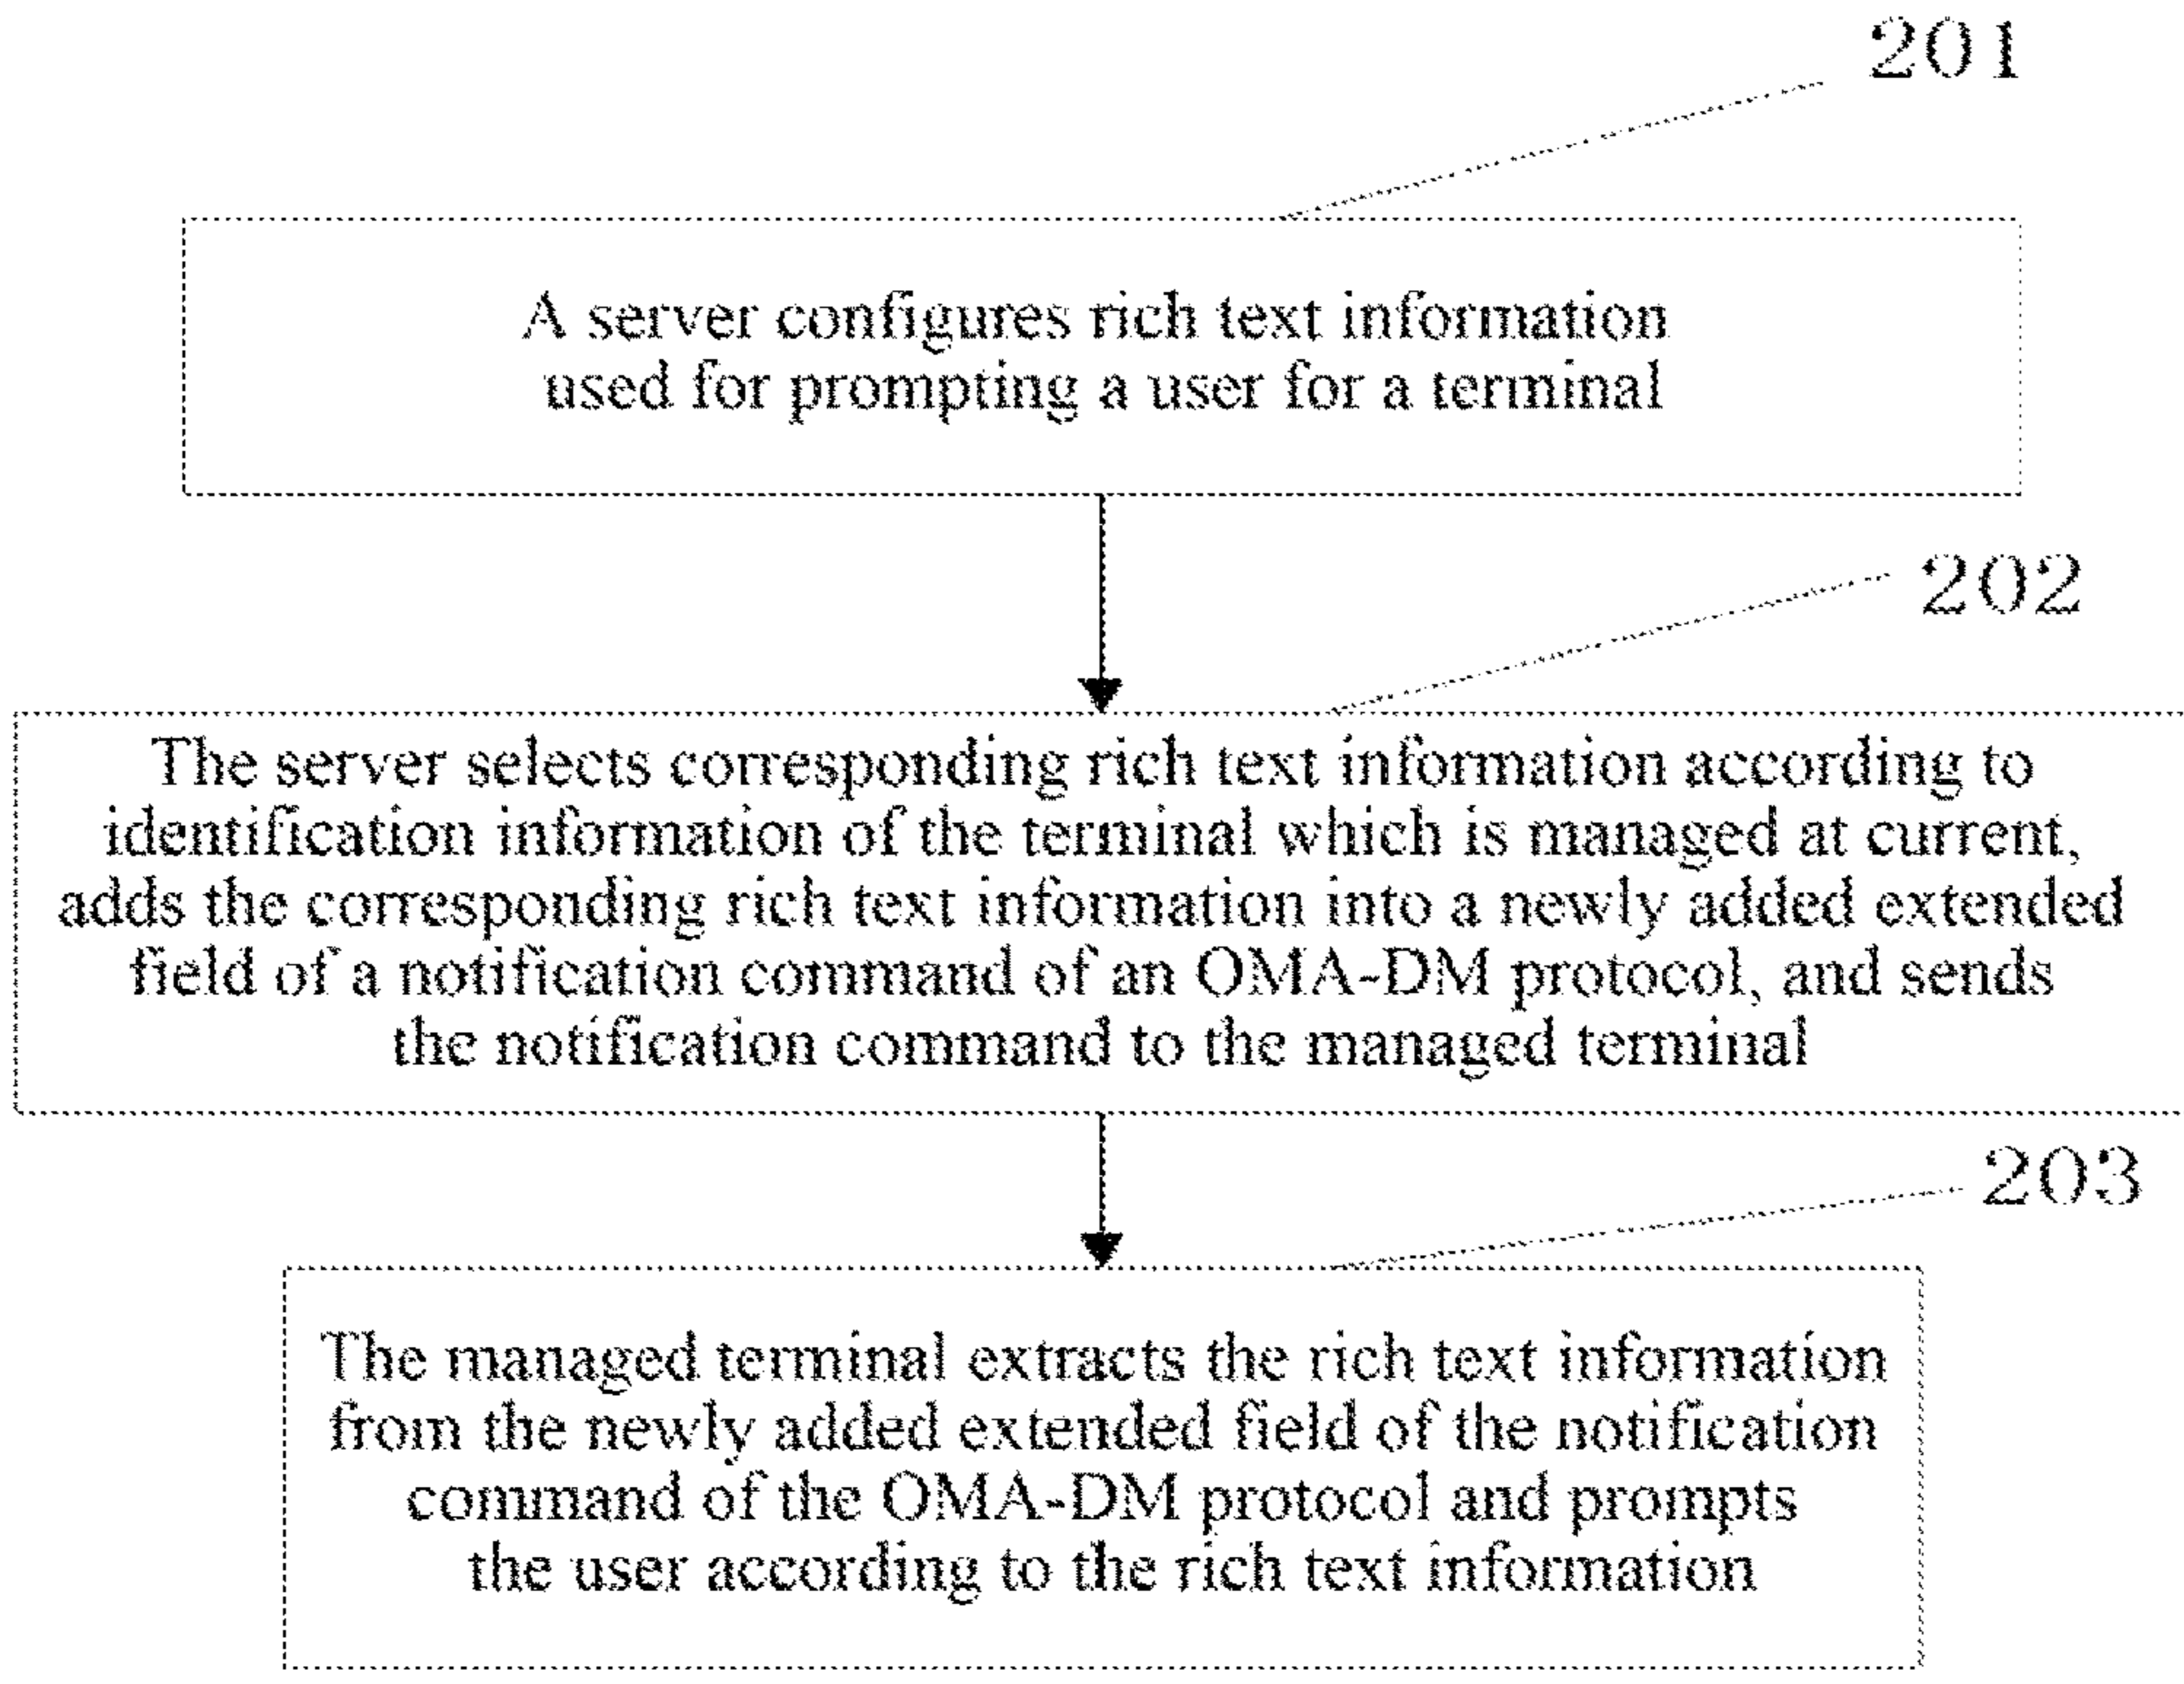 201
A server configures rich text information
used for prompting a user for a terminal
202
The server selects corresponding rich text information according to
identification information of the terminal which is managed at current,
adds the corresponding rich text information into a newly added extended
field of a notification command of an OMA-DM protocol, and sends
the notification command to the managed terminal
203
The managed terminal extracts the rich text information
from the newly added extended field of the notification
command of the OMA-DM protocol and prompts
the user according to the rich text information